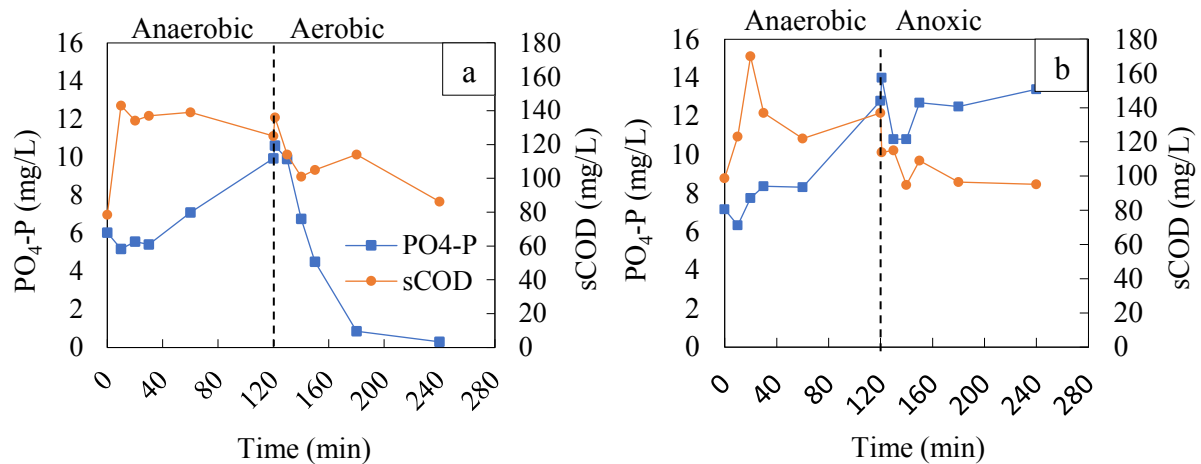 Anaerobic Aerobic
a
16
14
12
10
8
6
4
2
0
PO₄-P (mg/L)
180
160
140
120
100
80
60
40
20
0
sCOD (mg/L)
PO4-P
sCOD
0 40 80 120 160 200 240 280
Time (min)
Anaerobic Anoxic
b
16
14
12
10
8
6
4
2
0
PO₄-P (mg/L)
180
160
140
120
100
80
60
40
20
0
sCOD (mg/L)
0 40 80 120 160 200 240 280
Time (min)